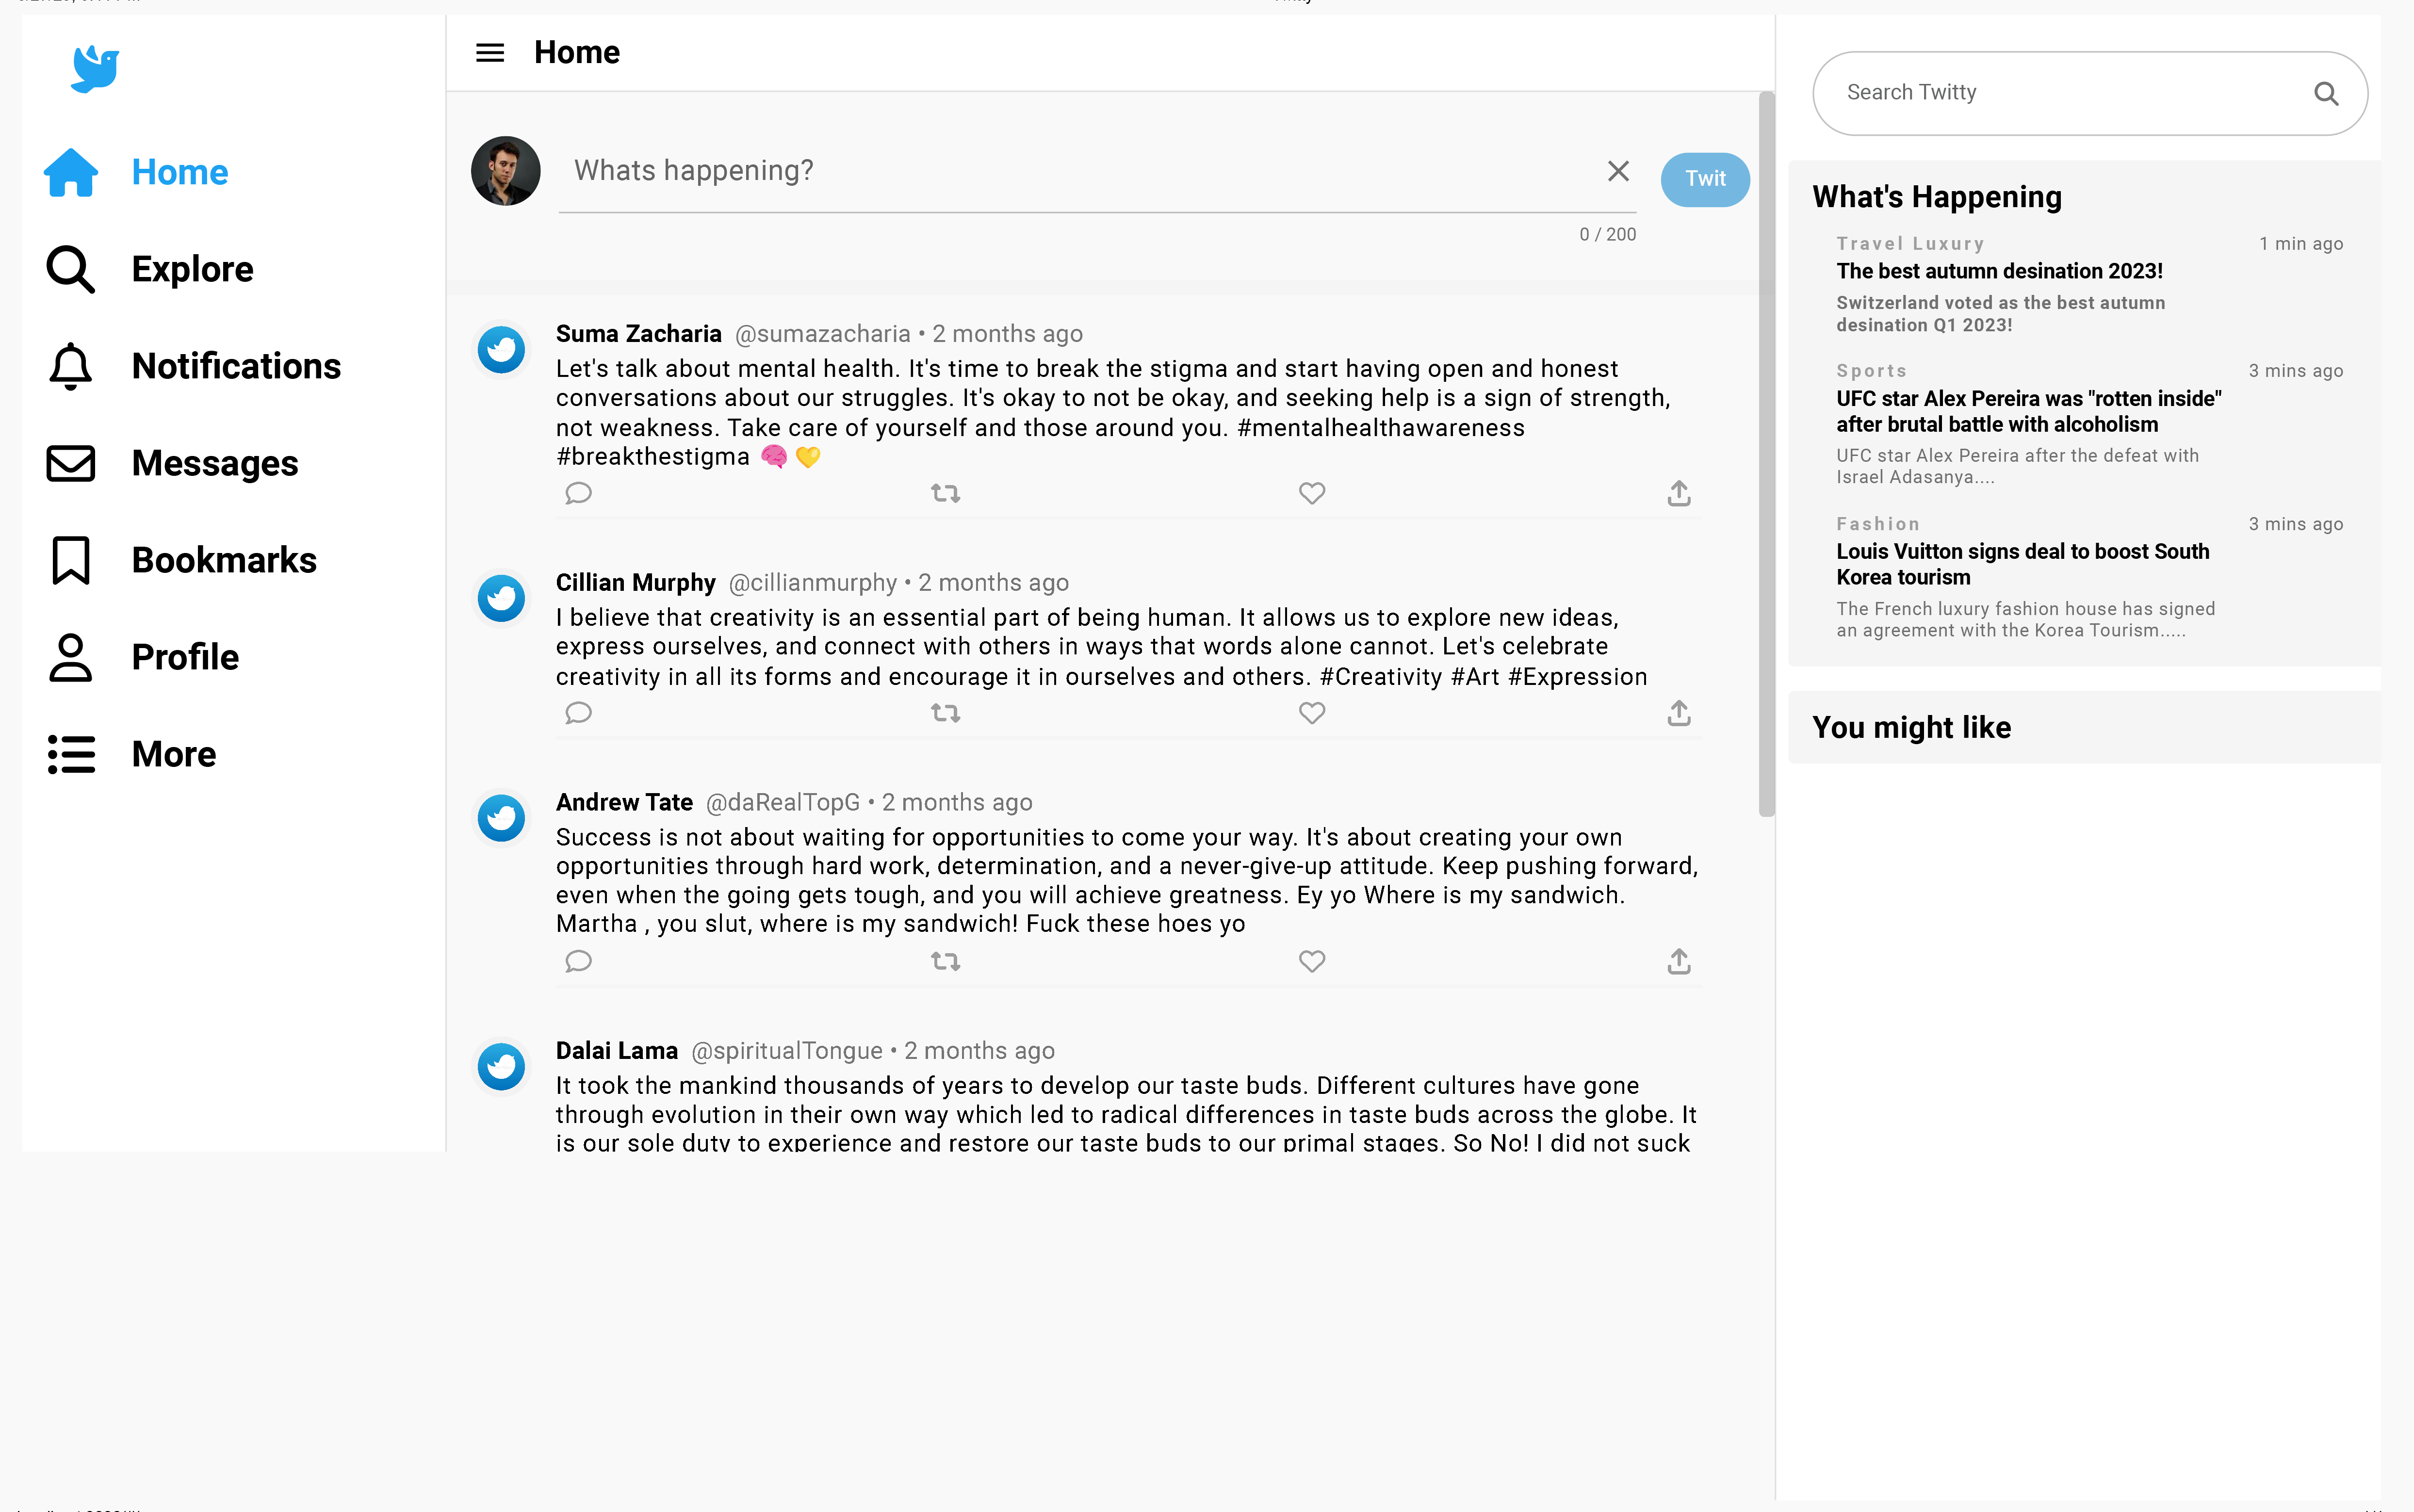 Home
Explore
Notifications
Messages
Bookmarks
Profile
More
Home
Whats happening?
Twit
0 / 200
Suma Zacharia @sumazacharia • 2 months ago
Let's talk about mental health. It's time to break the stigma and start having open and honest
conversations about our struggles. It's okay to not be okay, and seeking help is a sign of strength,
not weakness. Take care of yourself and those around you. #mentalhealthawareness
#breakthestigma 🧠 💛
Cillian Murphy @cillianmurphy • 2 months ago
I believe that creativity is an essential part of being human. It allows us to explore new ideas,
express ourselves, and connect with others in ways that words alone cannot. Let's celebrate
creativity in all its forms and encourage it in ourselves and others. #Creativity #Art #Expression
Andrew Tate @daRealTopG • 2 months ago
Success is not about waiting for opportunities to come your way. It's about creating your own
opportunities through hard work, determination, and a never-give-up attitude. Keep pushing forward,
even when the going gets tough, and you will achieve greatness. Ey yo Where is my sandwich.
Martha , you slut, where is my sandwich! Fuck these hoes yo
Dalai Lama @spiritualTongue • 2 months ago
It took the mankind thousands of years to develop our taste buds. Different cultures have gone
through evolution in their own way which led to radical differences in taste buds across the globe. It
is our sole duty to experience and restore our taste buds to our primal stages. So No! I did not suck
Search Twitty
What's Happening
Travel Luxury 1 min ago
The best autumn desination 2023!
Switzerland voted as the best autumn
desination Q1 2023!
Sports 3 mins ago
UFC star Alex Pereira was "rotten inside"
after brutal battle with alcoholism
UFC star Alex Pereira after the defeat with
Israel Adasanya....
Fashion 3 mins ago
Louis Vuitton signs deal to boost South
Korea tourism
The French luxury fashion house has signed
an agreement with the Korea Tourism.....
You might like